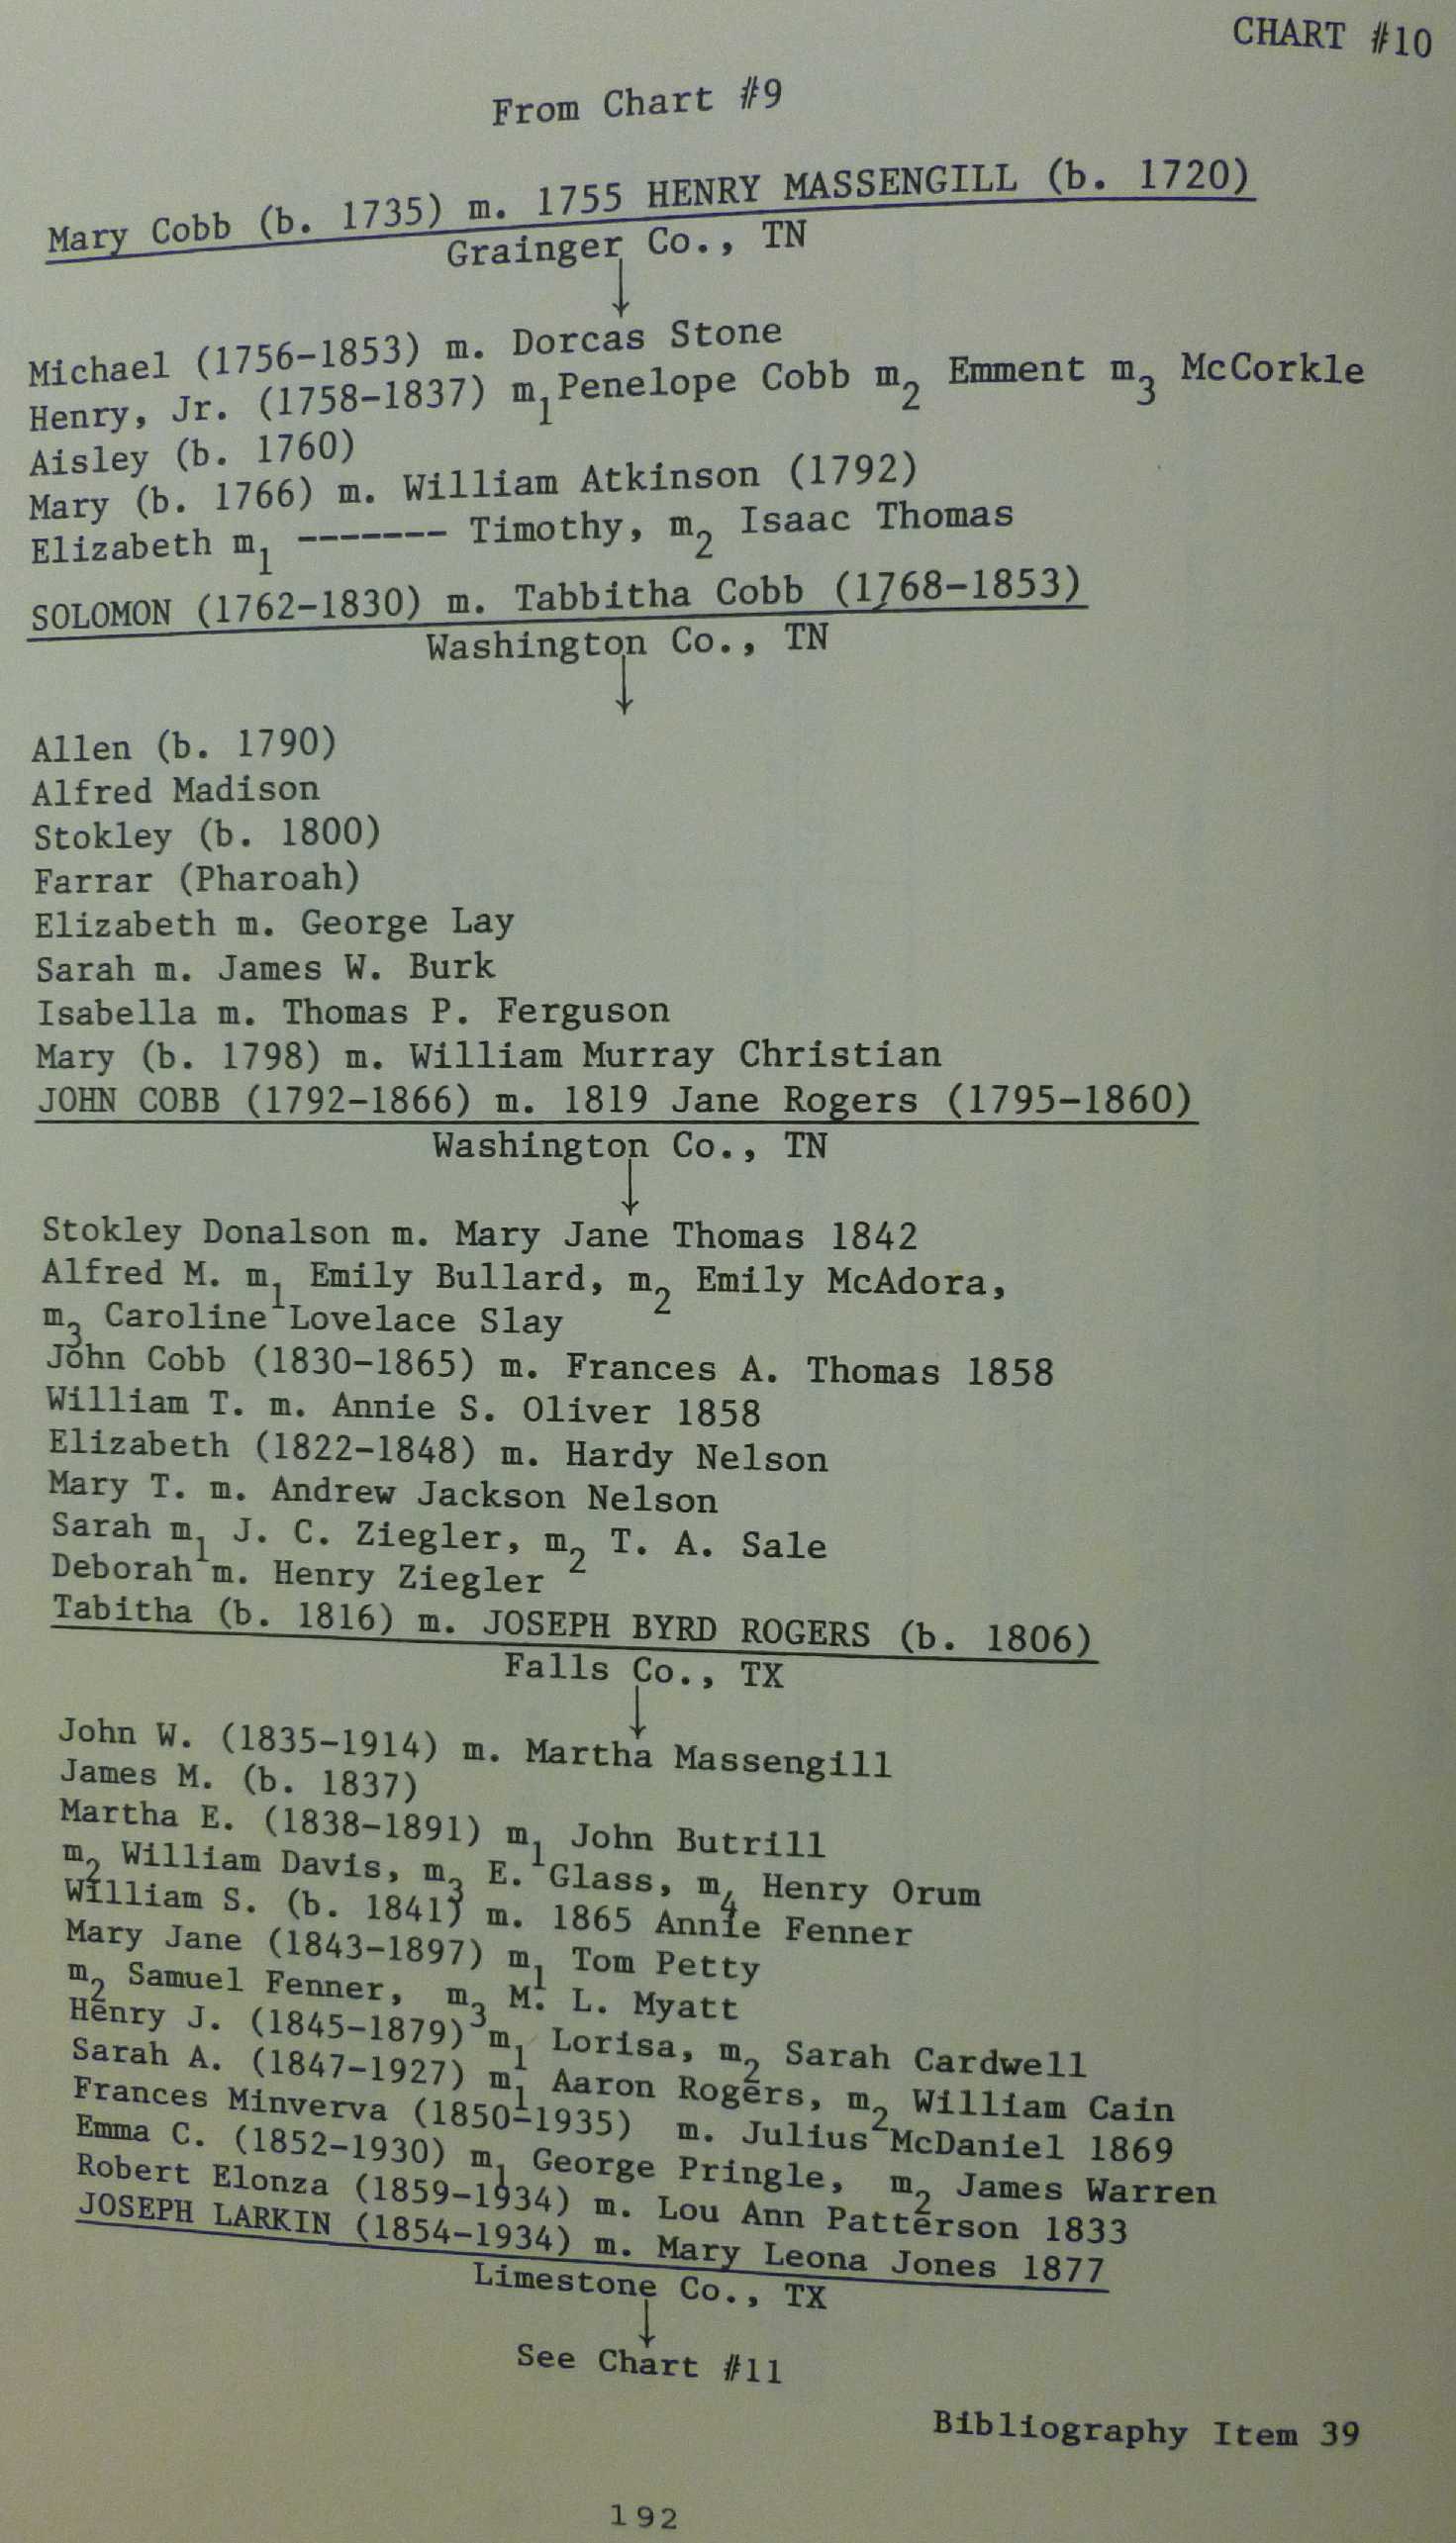 CHART #10
From Chart #9
Mary Cobb (b. 1735) m. 1755 HENRY MASSENGILL (b. 1720)
Grainger Co., TN
Michael (1756-1853) m. Dorcas Stone
Henry, Jr. (1758-1837) m1 Penelope Cobb m2 Emment m3 McCorkle
Aisley (b. 1760)
Mary (b. 1766) m. William Atkinson (1792)
Elizabeth m1 ------- Timothy, m2 Isaac Thomas
SOLOMON (1762-1830) m. Tabbitha Cobb (1768-1853)
Washington Co., TN
Allen (b. 1790)
Alfred Madison
Stokley (b. 1800)
Farrar (Pharoah)
Elizabeth m. George Lay
Sarah m. James W. Burk
Isabella m. Thomas P. Ferguson
Mary (b. 1798) m. William Murray Christian
JOHN COBB (1792-1866) m. 1819 Jane Rogers (1795-1860)
Washington Co., TN
Stokley Donalson m. Mary Jane Thomas 1842
Alfred M. m1 Emily Bullard, m2 Emily McAdora,
m3 Caroline Lovelace Slay
John Cobb (1830-1865) m. Frances A. Thomas 1858
William T. m. Annie S. Oliver 1858
Elizabeth (1822-1848) m. Hardy Nelson
Mary T. m. Andrew Jackson Nelson
Sarah m1 J. C. Ziegler, m2 T. A. Sale
Deborah m. Henry Ziegler
Tabitha (b. 1816) m. JOSEPH BYRD ROGERS (b. 1806)
Falls Co., TX
John W. (1835-1914) m. Martha Massengill
James M. (b. 1837)
Martha E. (1838-1891) m1 John Butrill
m2 William Davis, m3 E. Glass, m4 Henry Orum
William S. (b. 1841) m. 1865 Annie Fenner
Mary Jane (1843-1897) m1 Tom Petty
m2 Samuel Fenner, m3 M. L. Myatt
Henry J. (1845-1879) m1 Lorisa, m2 Sarah Cardwell
Sarah A. (1847-1927) m1 Aaron Rogers, m2 William Cain
Frances Minverva (1850-1935) m. Julius McDaniel 1869
Emma C. (1852-1930) m1 George Pringle, m2 James Warren
Robert Elonza (1859-1934) m. Lou Ann Patterson 1833
JOSEPH LARKIN (1854-1934) m. Mary Leona Jones 1877
Limestone Co., TX
See Chart #11
Bibliography Item 39
192